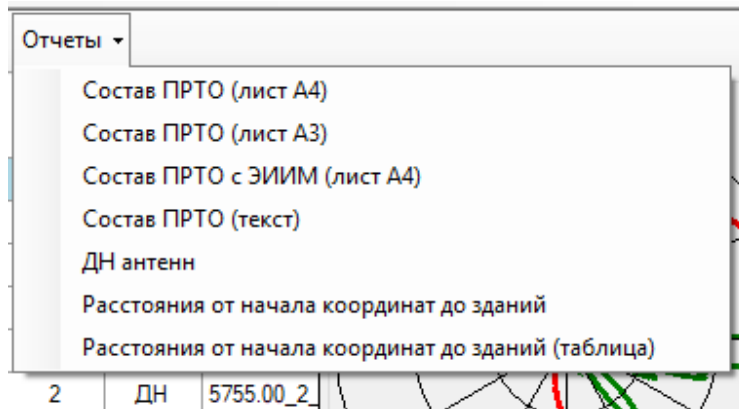 Отчеты
Состав ПРТО (лист А4)
Состав ПРТО (лист А3)
Состав ПРТО с ЭИИМ (лист А4)
Состав ПРТО (текст)
ДН антенн
Расстояния от начала координат до зданий
Расстояния от начала координат до зданий (таблица)
2 ДН 5755.00_2_